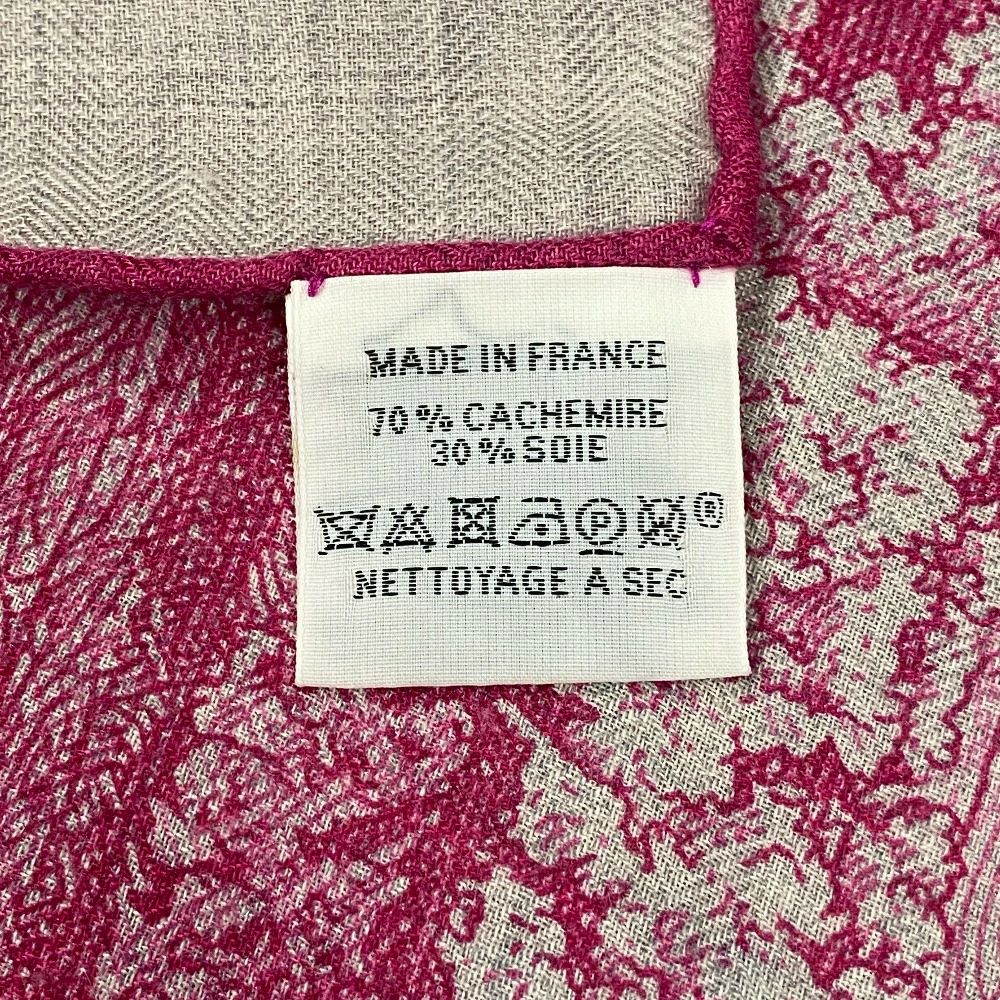 MADE IN FRANCE
70 % CACHEMIRE
30 % SOIE
P W ®
NETTOYAGE A SEC